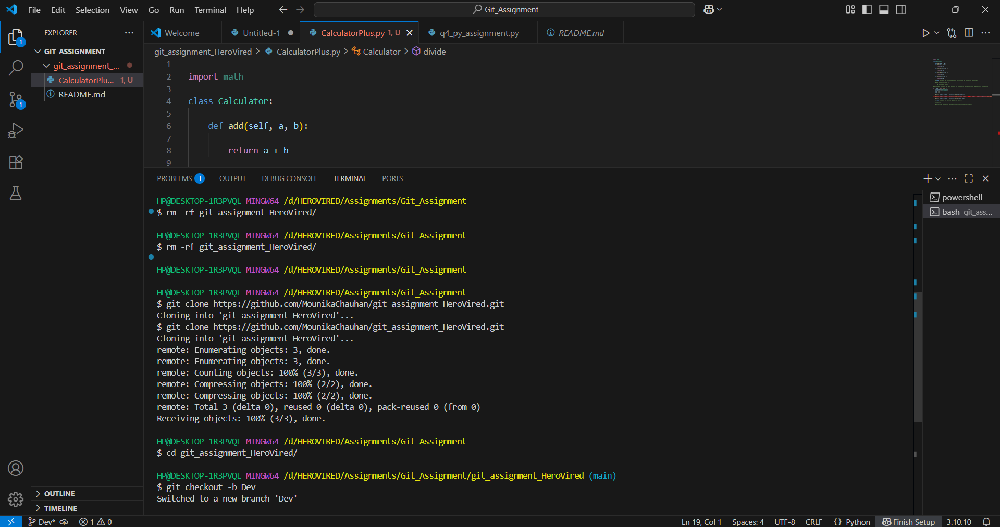 File Edit Selection View Go Run Terminal Help Git_Assignment
EXPLORER
GIT_ASSIGNMENT
git_assignment_...
CalculatorPlu... 1, U
README.md
OUTLINE
TIMELINE
1
1
Welcome Untitled-1 CalculatorPlus.py 1, U q4_py_assignment.py README.md
git_assignment_HeroVired > CalculatorPlus.py > Calculator > divide
1
2 import math
3
4 class Calculator:
5
6 def add(self, a, b):
7
8 return a + b
9
PROBLEMS 1 OUTPUT DEBUG CONSOLE TERMINAL PORTS
HP@DESKTOP-1R3PVQL MINGW64 /d/HEROVIRED/Assignments/Git_Assignment
$ rm -rf git_assignment_HeroVired/
HP@DESKTOP-1R3PVQL MINGW64 /d/HEROVIRED/Assignments/Git_Assignment
$ rm -rf git_assignment_HeroVired/
HP@DESKTOP-1R3PVQL MINGW64 /d/HEROVIRED/Assignments/Git_Assignment
HP@DESKTOP-1R3PVQL MINGW64 /d/HEROVIRED/Assignments/Git_Assignment
$ git clone https://github.com/MounikaChauhan/git_assignment_HeroVired.git
Cloning into 'git_assignment_HeroVired'...
$ git clone https://github.com/MounikaChauhan/git_assignment_HeroVired.git
Cloning into 'git_assignment_HeroVired'...
remote: Enumerating objects: 3, done.
remote: Enumerating objects: 3, done.
remote: Counting objects: 100% (3/3), done.
remote: Compressing objects: 100% (2/2), done.
remote: Compressing objects: 100% (2/2), done.
remote: Total 3 (delta 0), reused 0 (delta 0), pack-reused 0 (from 0)
Receiving objects: 100% (3/3), done.
HP@DESKTOP-1R3PVQL MINGW64 /d/HEROVIRED/Assignments/Git_Assignment
$ cd git_assignment_HeroVired/
HP@DESKTOP-1R3PVQL MINGW64 /d/HEROVIRED/Assignments/Git_Assignment/git_assignment_HeroVired (main)
$ git checkout -b Dev
Switched to a new branch 'Dev'
powershell
bash git_ass...
Dev* 1 0 Ln 19, Col 1 Spaces: 4 UTF-8 CRLF {} Python Finish Setup 3.10.10